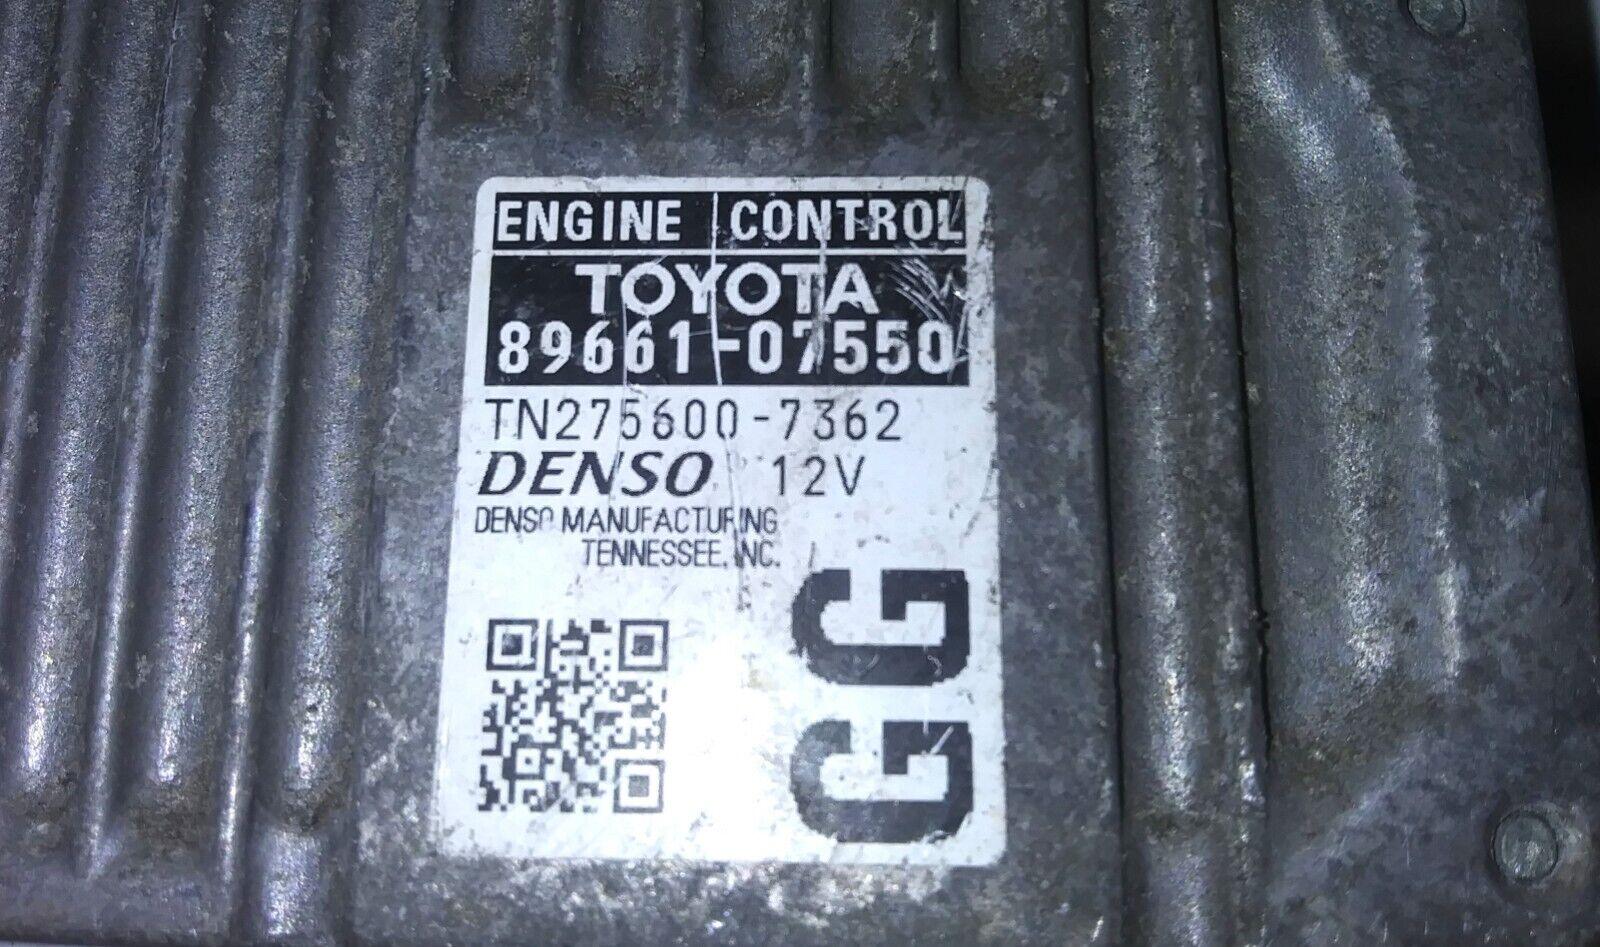 ENGINE CONTROL
TOYOTA
89661-07550
TN275600-7362
DENSO 12V
DENSO MANUFACTURING
TENNESSEE, INC.
GG